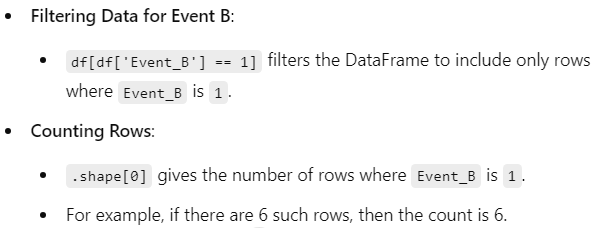 • Filtering Data for Event B:
• df[df['Event_B'] == 1] filters the DataFrame to include only rows
where Event_B is 1.
• Counting Rows:
• .shape[0] gives the number of rows where Event_B is 1.
• For example, if there are 6 such rows, then the count is 6.